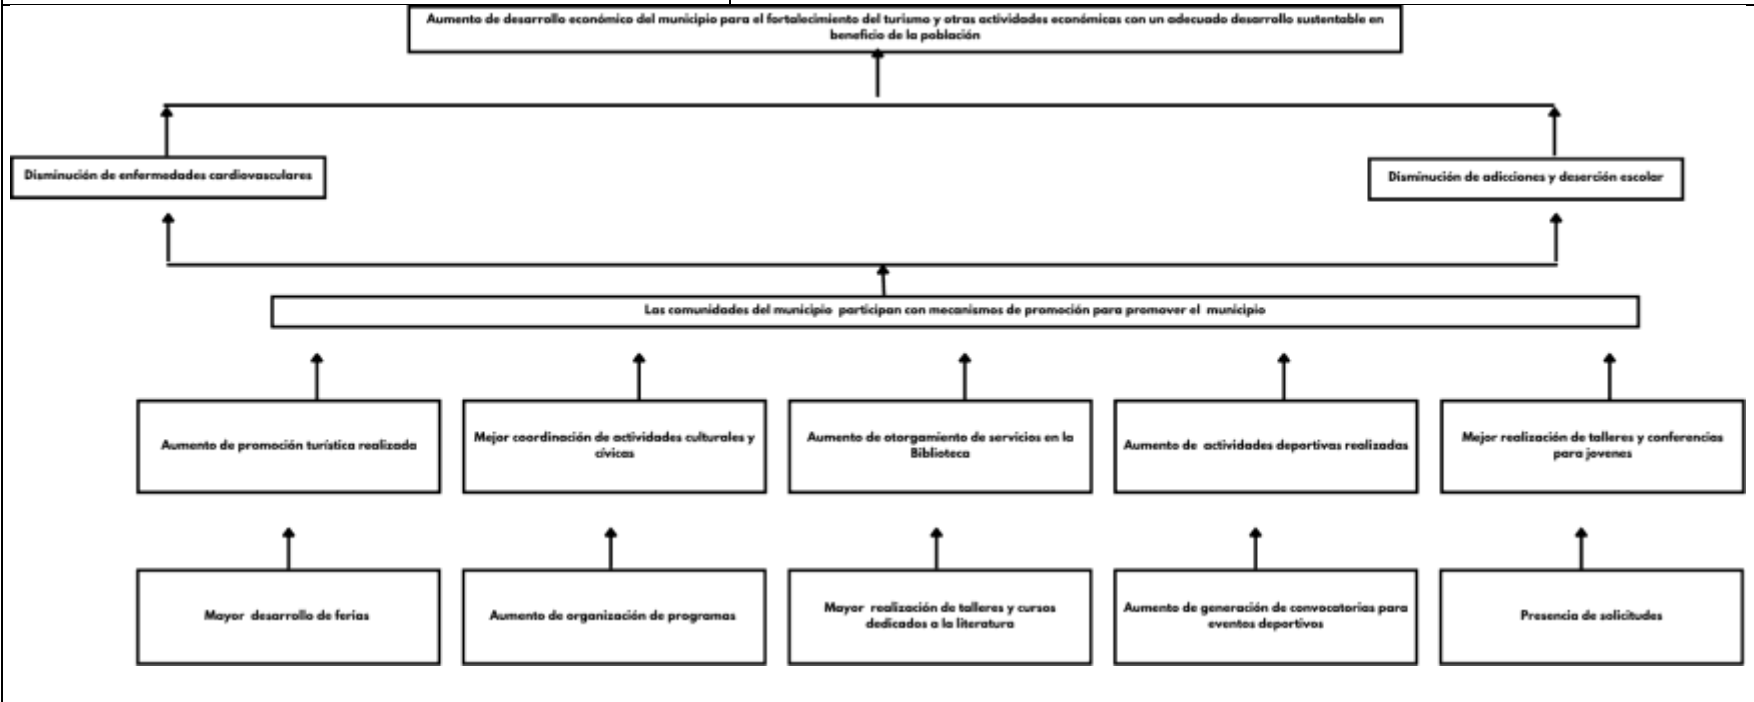 Aumento de desarrollo económico del municipio para el fortalecimiento del turismo y otras actividades económicas con un adecuado desarrollo sustentable en
beneficio de la población
Disminución de enfermedades cardiovasculares
Disminución de adicciones y deserción escolar
Las comunidades del municipio participan con mecanismos de promoción para promover el municipio
Aumento de promoción turística realizada
Mejor coordinación de actividades culturales y
cívicas
Aumento de otorgamiento de servicios en la
Biblioteca
Aumento de actividades deportivas realizadas
Mejor realización de talleres y conferencias
para jovenes
Mayor desarrollo de ferias
Aumento de organización de programas
Mayor realización de talleres y cursos
dedicados a la literatura
Aumento de generación de convocatorias para
eventos deportivos
Presencia de solicitudes